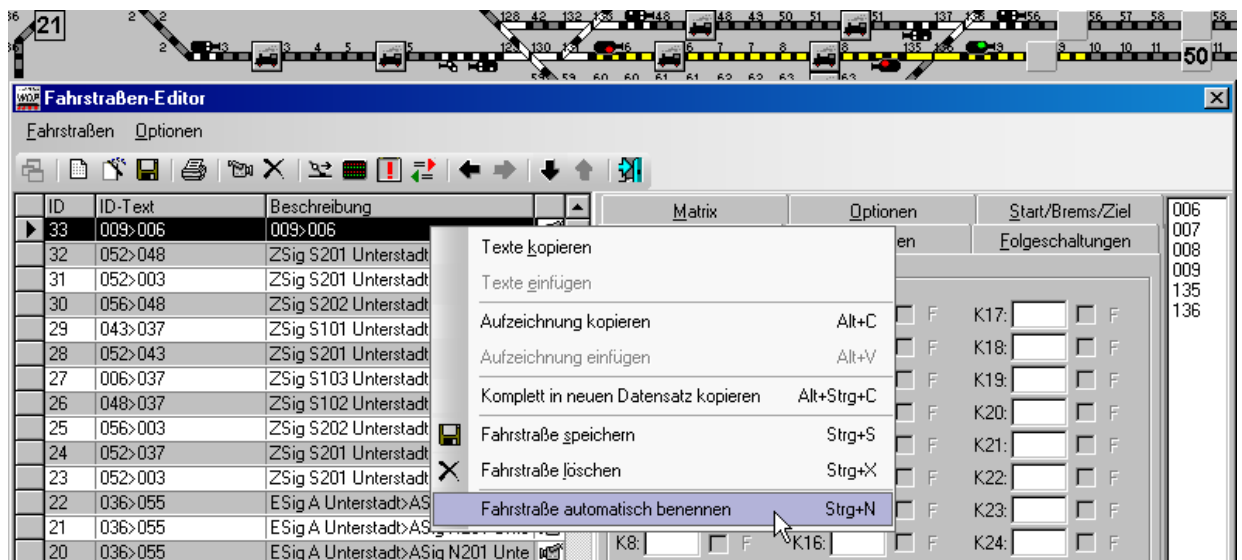 21
50
Fahrstraßen-Editor
Fahrstraßen Optionen
ID ID-Text Beschreibung
33 009>006 009>006
32 052>048 ZSig S201 Unterstadt
31 052>003 ZSig S201 Unterstadt
30 056>048 ZSig S202 Unterstadt
29 043>037 ZSig S101 Unterstadt
28 052>043 ZSig S201 Unterstadt
27 006>037 ZSig S103 Unterstadt
26 048>037 ZSig S102 Unterstadt
25 056>003 ZSig S202 Unterstadt
24 052>037 ZSig S201 Unterstadt
23 052>003 ZSig S201 Unterstadt
22 036>055 ESig A Unterstadt>AS
21 036>055 ESig A Unterstadt>AS
20 036>055 ESig A Unterstadt>ASig N201 Unte
Texte kopieren
Texte einfügen
Aufzeichnung kopieren Alt+C
Aufzeichnung einfügen Alt+V
Komplett in neuen Datensatz kopieren Alt+Strg+C
Fahrstraße speichern Strg+S
Fahrstraße löschen Strg+X
Fahrstraße automatisch benennen Strg+N
Matrix Optionen Start/Brems/Ziel
en Folgeschaltungen
F K17: F
F K18: F
F K19: F
F K20: F
F K21: F
F K22: F
F K23: F
K8: F K16: F K24: F
006
007
008
009
135
136